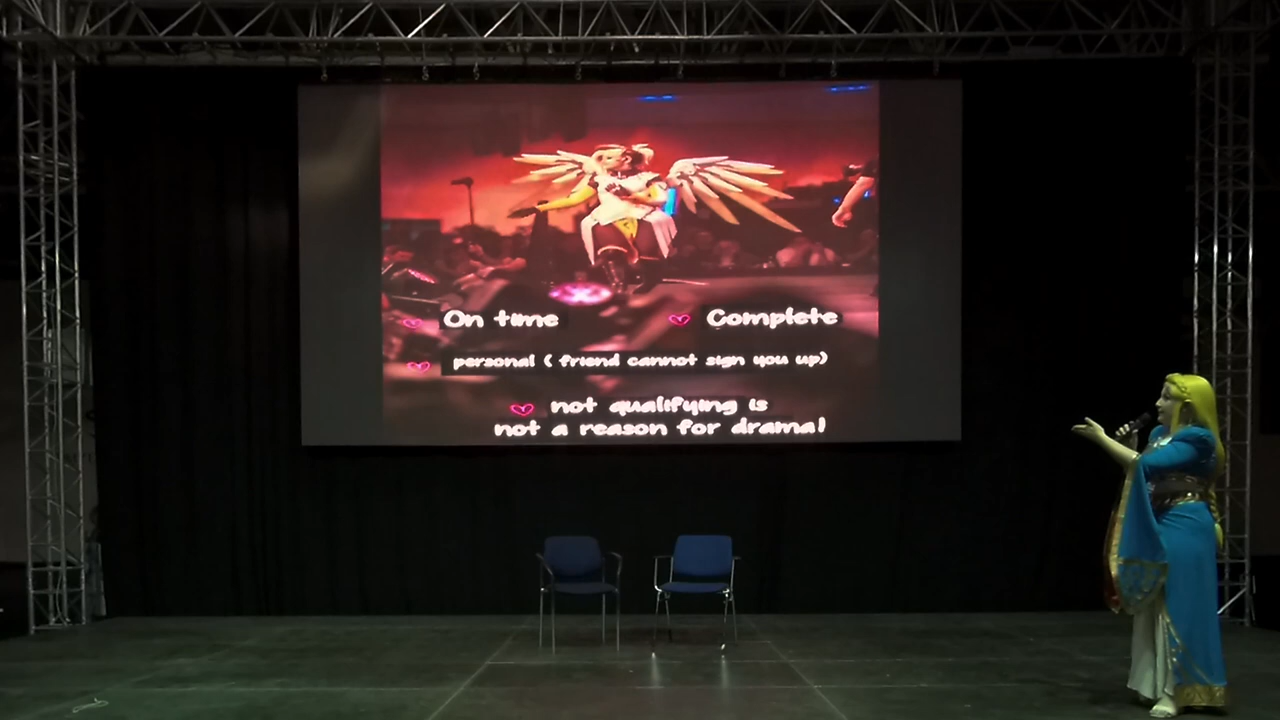 On time Complete
personal ( friend cannot sign you up)
not qualifying is
not a reason for drama!